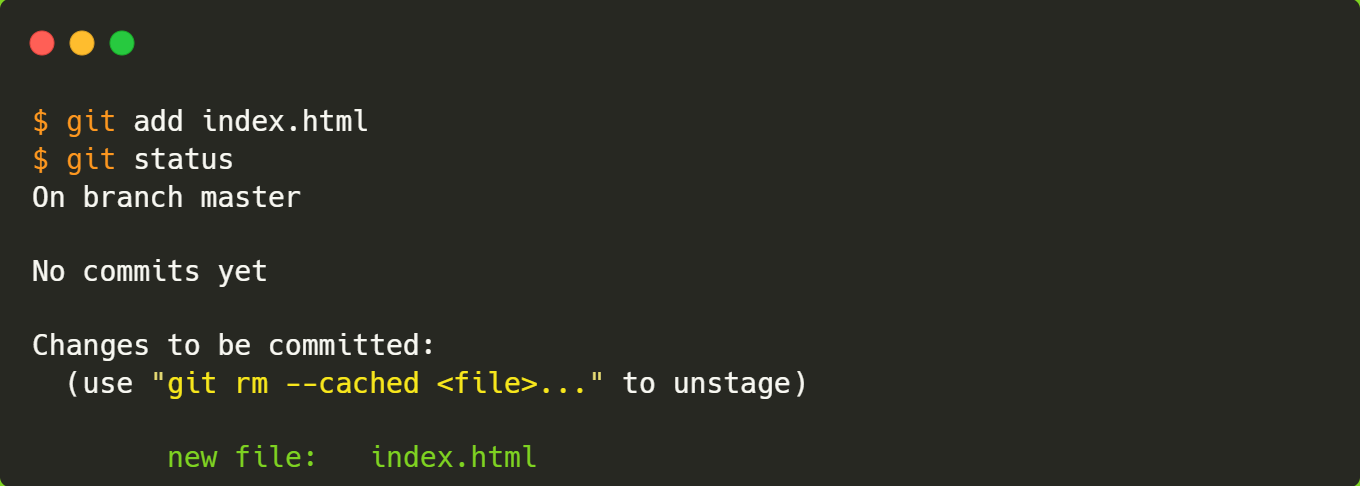 $ git add index.html
$ git status
On branch master
No commits yet
Changes to be committed:
(use "git rm --cached <file>..." to unstage)
new file:   index.html